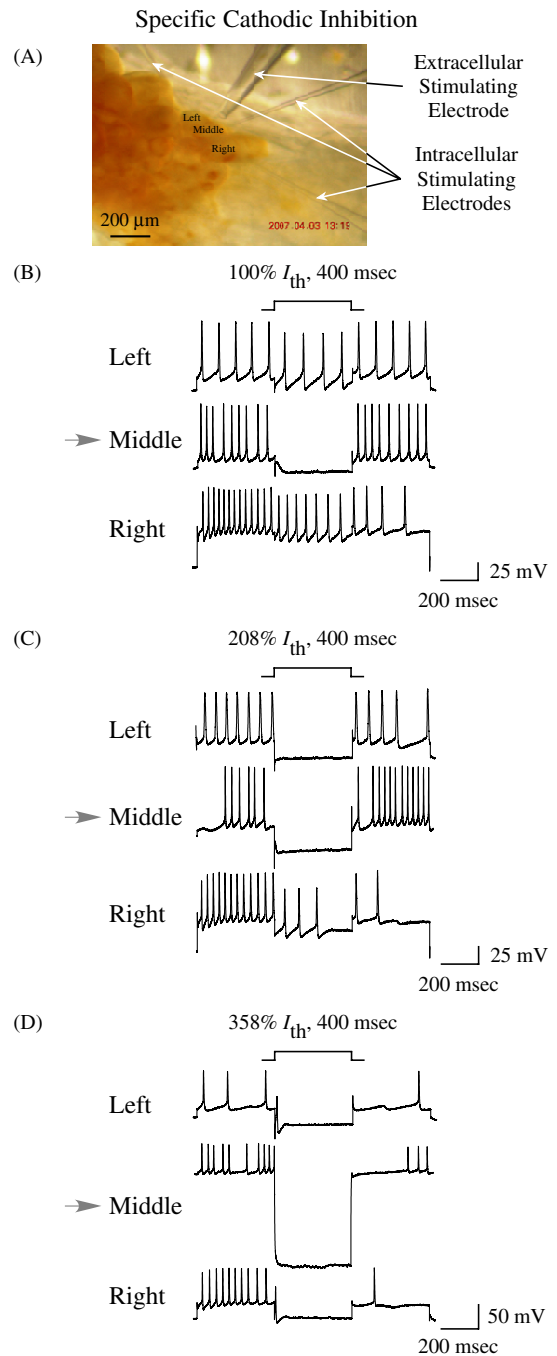 Specific Cathodic Inhibition
(A)
Extracellular
Stimulating
Electrode
Left
Middle
Right
Intracellular
Stimulating
Electrodes
200 μm
2007.04.03 13:19
(B)
100% Ith, 400 msec
Left
Middle
Right
25 mV
200 msec
(C)
208% Ith, 400 msec
Left
Middle
Right
25 mV
200 msec
(D)
358% Ith, 400 msec
Left
Middle
Right
50 mV
200 msec